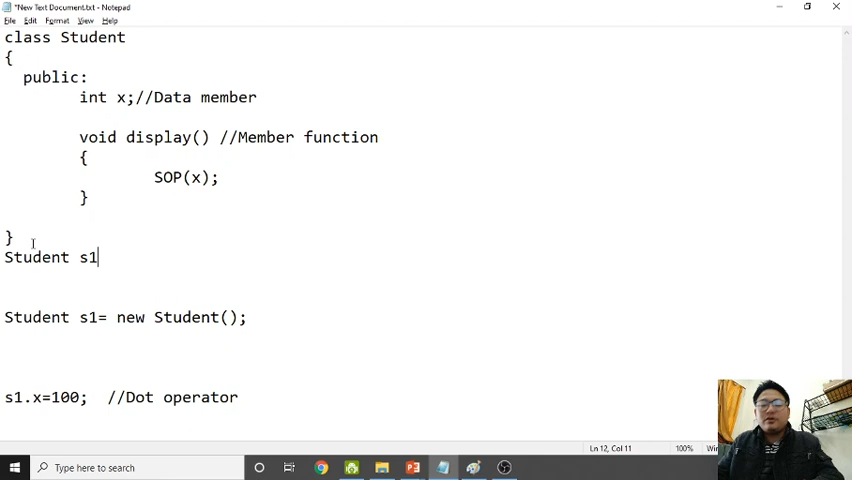 *New Text Document.txt - Notepad
File Edit Format View Help
class Student
{
public:
int x;//Data member
void display() //Member function
{
SOP(x);
}
}
Student s1
Student s1= new Student();
s1.x=100; //Dot operator
Ln 12, Col 11 100%
Type here to search